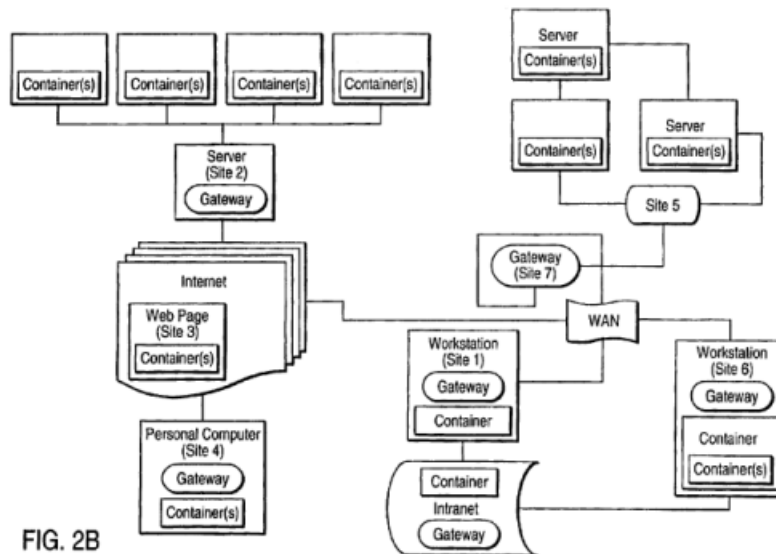 Container(s)
Container(s)
Container(s)
Container(s)
Server
Container(s)
Container(s)
Server
Container(s)
Server
(Site 2)
Gateway
Site 5
Gateway
(Site 7)
Internet
Web Page
(Site 3)
Container(s)
WAN
Workstation
(Site 1)
Gateway
Container
Workstation
(Site 6)
Gateway
Container
Container(s)
Personal Computer
(Site 4)
Gateway
Container(s)
Container
Intranet
Gateway
FIG. 2B